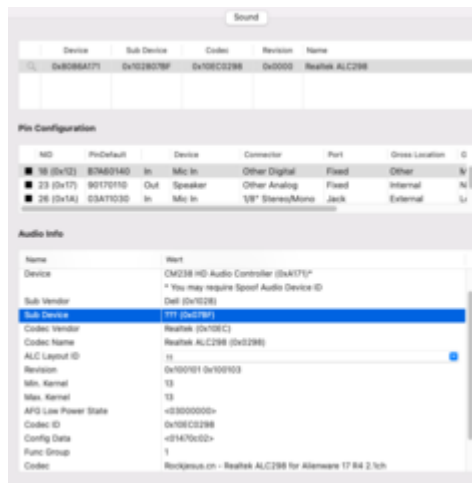 Sound
Device Sub Device Codec Revision Name
0x8086A171 0x102807BF 0x10EC0298 0x0000 Realtek ALC298
Pin Configuration
NID PinDefault Device Connector Port Gross Location G
18 (0x12) B7A60140 In Mic In Other Digital Fixed Other
23 (0x17) 90170110 Out Speaker Other Analog Fixed Internal
26 (0x1A) 03A11030 In Mic In 1/8" Stereo/Mono Jack External
Audio Info
Name Wert
Device CM238 HD Audio Controller (0xA171)*
* You may require Spoof Audio Device ID
Sub Vendor Dell (0x1028)
Sub Device ??? (0x07BF)
Codec Vendor Realtek (0x10EC)
Codec Name Realtek ALC298 (0x0298)
ALC Layout ID 11
Revision 0x100101 0x100103
Min. Kernel 13
Max. Kernel 13
AFG Low Power State <03000000>
Codec ID 0x10EC0298
Config Data <01470c02>
Func Group 1
Codec Rockjesus.cn - Realtek ALC298 for Alienware 17 R4 2.1ch